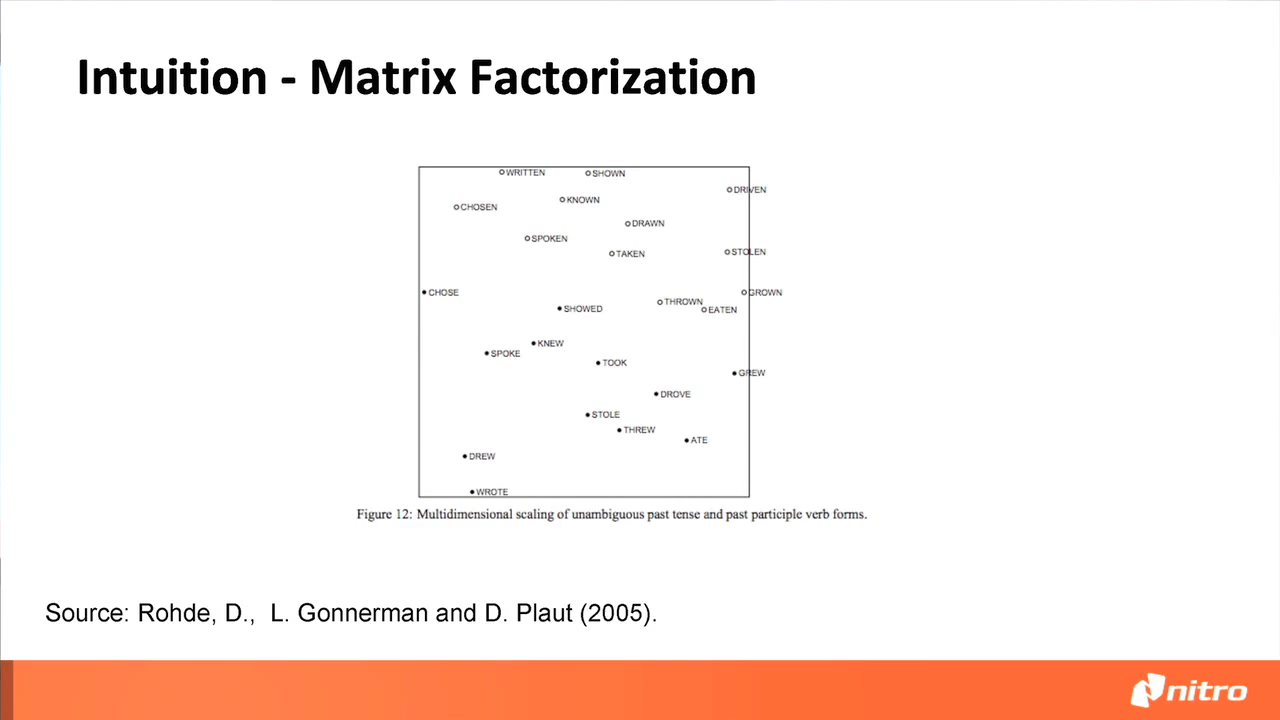 Intuition - Matrix Factorization
WRITTEN
SHOWN
DRIVEN
KNOWN
CHOSEN
DRAWN
SPOKEN
TAKEN
STOLEN
CHOSE
GROWN
THROWN
SHOWED
EATEN
KNEW
SPOKE
TOOK
GREW
DROVE
STOLE
THREW
ATE
DREW
WROTE
Figure 12: Multidimensional scaling of unambiguous past tense and past participle verb forms.
Source: Rohde, D., L. Gonnerman and D. Plaut (2005).
nitro